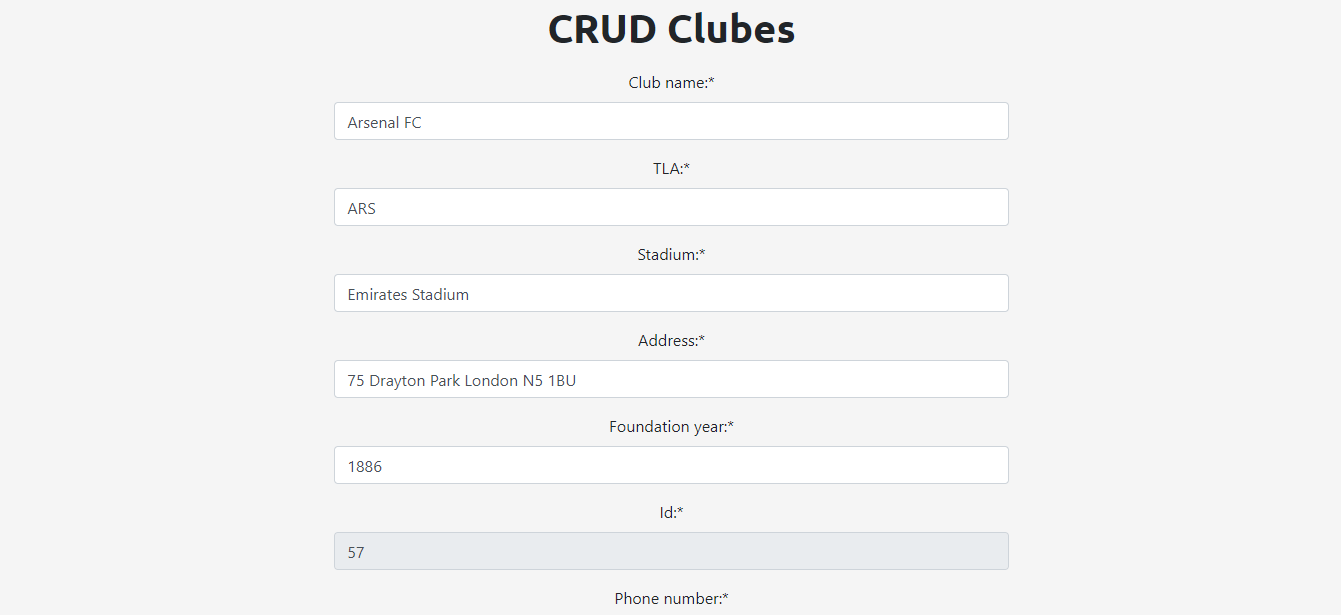 CRUD Clubes
Club name:*
Arsenal FC
TLA:*
ARS
Stadium:*
Emirates Stadium
Address:*
75 Drayton Park London N5 1BU
Foundation year:*
1886
Id:*
57
Phone number:*